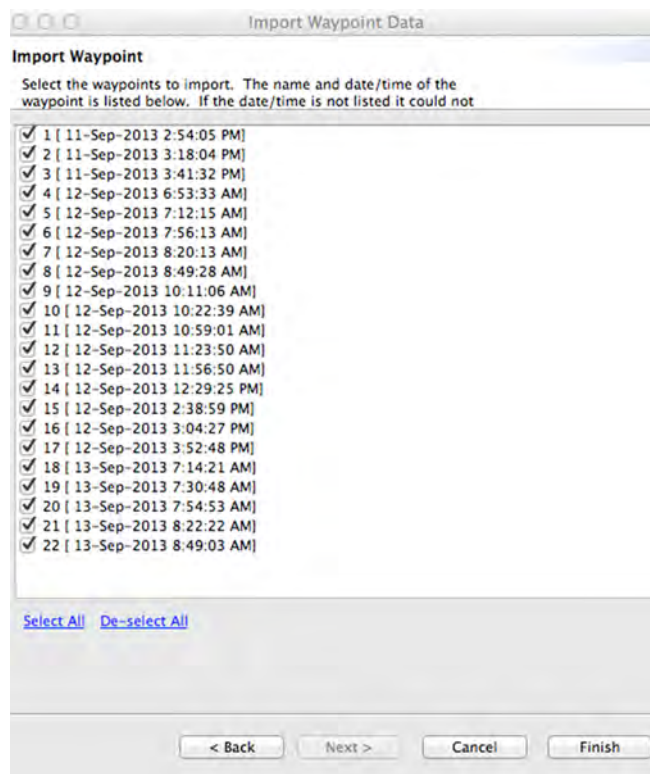 Import Waypoint Data
Import Waypoint
Select the waypoints to import. The name and date/time of the
waypoint is listed below. If the date/time is not listed it could not
1 [ 11-Sep-2013 2:54:05 PM]
2 [ 11-Sep-2013 3:18:04 PM]
3 [ 11-Sep-2013 3:41:32 PM]
4 [ 12-Sep-2013 6:53:33 AM]
5 [ 12-Sep-2013 7:12:15 AM]
6 [ 12-Sep-2013 7:56:13 AM]
7 [ 12-Sep-2013 8:20:13 AM]
8 [ 12-Sep-2013 8:49:28 AM]
9 [ 12-Sep-2013 10:11:06 AM]
10 [ 12-Sep-2013 10:22:39 AM]
11 [ 12-Sep-2013 10:59:01 AM]
12 [ 12-Sep-2013 11:23:50 AM]
13 [ 12-Sep-2013 11:56:50 AM]
14 [ 12-Sep-2013 12:29:25 PM]
15 [ 12-Sep-2013 2:38:59 PM]
16 [ 12-Sep-2013 3:04:27 PM]
17 [ 12-Sep-2013 3:52:48 PM]
18 [ 13-Sep-2013 7:14:21 AM]
19 [ 13-Sep-2013 7:30:48 AM]
20 [ 13-Sep-2013 7:54:53 AM]
21 [ 13-Sep-2013 8:22:22 AM]
22 [ 13-Sep-2013 8:49:03 AM]
Select All De-select All
< Back Next > Cancel Finish